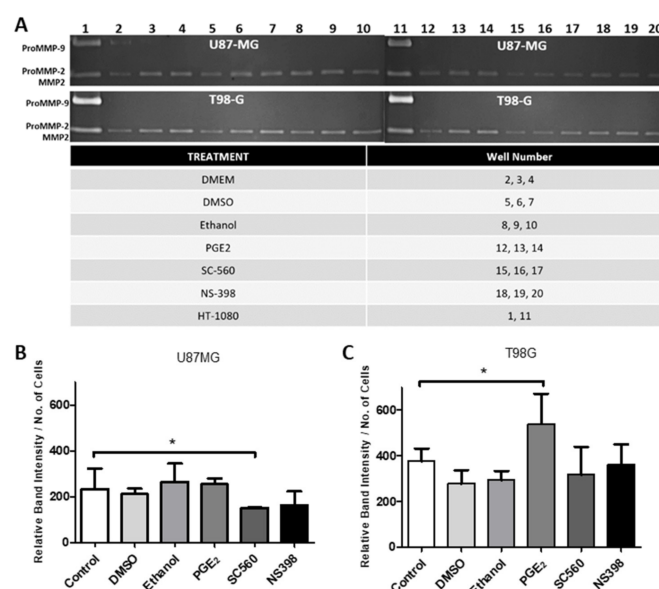 A
1 2 3 4 5 6 7 8 9 10 11 12 13 14 15 16 17 18 19 20
ProMMP-9
U87-MG U87-MG
ProMMP-2
MMP2
ProMMP-9
T98-G T98-G
ProMMP-2
MMP2
TREATMENT Well Number
DMEM 2, 3, 4
DMSO 5, 6, 7
Ethanol 8, 9, 10
PGE2 12, 13, 14
SC-560 15, 16, 17
NS-398 18, 19, 20
HT-1080 1, 11
B
U87MG
Relative Band Intensity / No. of Cells
600
400
200
0
*
Control DMSO Ethanol PGE₂ SC560 NS398
C
T98G
Relative Band Intensity / No. of Cells
600
400
200
0
*
Control DMSO Ethanol PGE₂ SC560 NS398